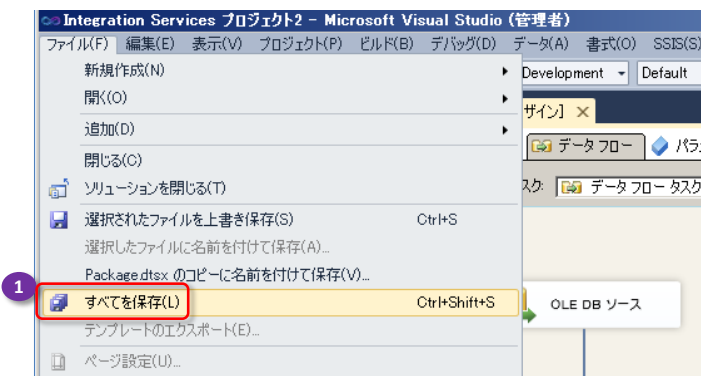 Integration Services プロジェクト2 - Microsoft Visual Studio (管理者)
ファイル(F) 編集(E) 表示(V) プロジェクト(P) ビルド(B) デバッグ(D) データ(A) 書式(O) SSIS(S)
新規作成(N)
Development Default
開く(O)
ザイン] ×
追加(D)
データ フロー パラ
閉じる(C)
ソリューションを閉じる(T)
スク: データ フロー タスク
選択されたファイルを上書き保存(S) Ctrl+S
選択したファイルに名前を付けて保存(A)...
Package.dtsx のコピーに名前を付けて保存(V)...
1
すべてを保存(L) Ctrl+Shift+S
OLE DB ソース
テンプレートのエクスポート(E)...
ページ設定(U)...